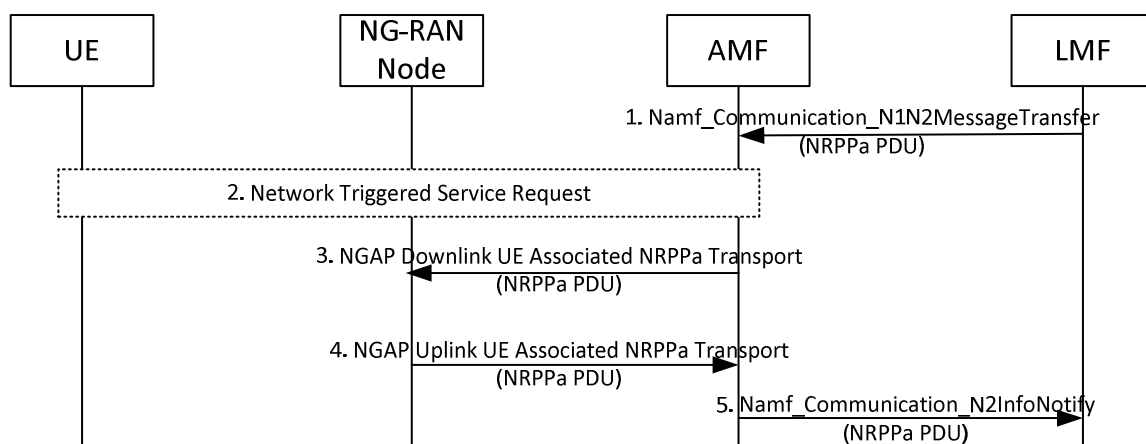 UE
NG-RAN
Node
AMF
LMF
1. Namf_Communication_N1N2MessageTransfer
(NRPPa PDU)
2. Network Triggered Service Request
3. NGAP Downlink UE Associated NRPPa Transport
(NRPPa PDU)
4. NGAP Uplink UE Associated NRPPa Transport
(NRPPa PDU)
5. Namf_Communication_N2InfoNotify
(NRPPa PDU)